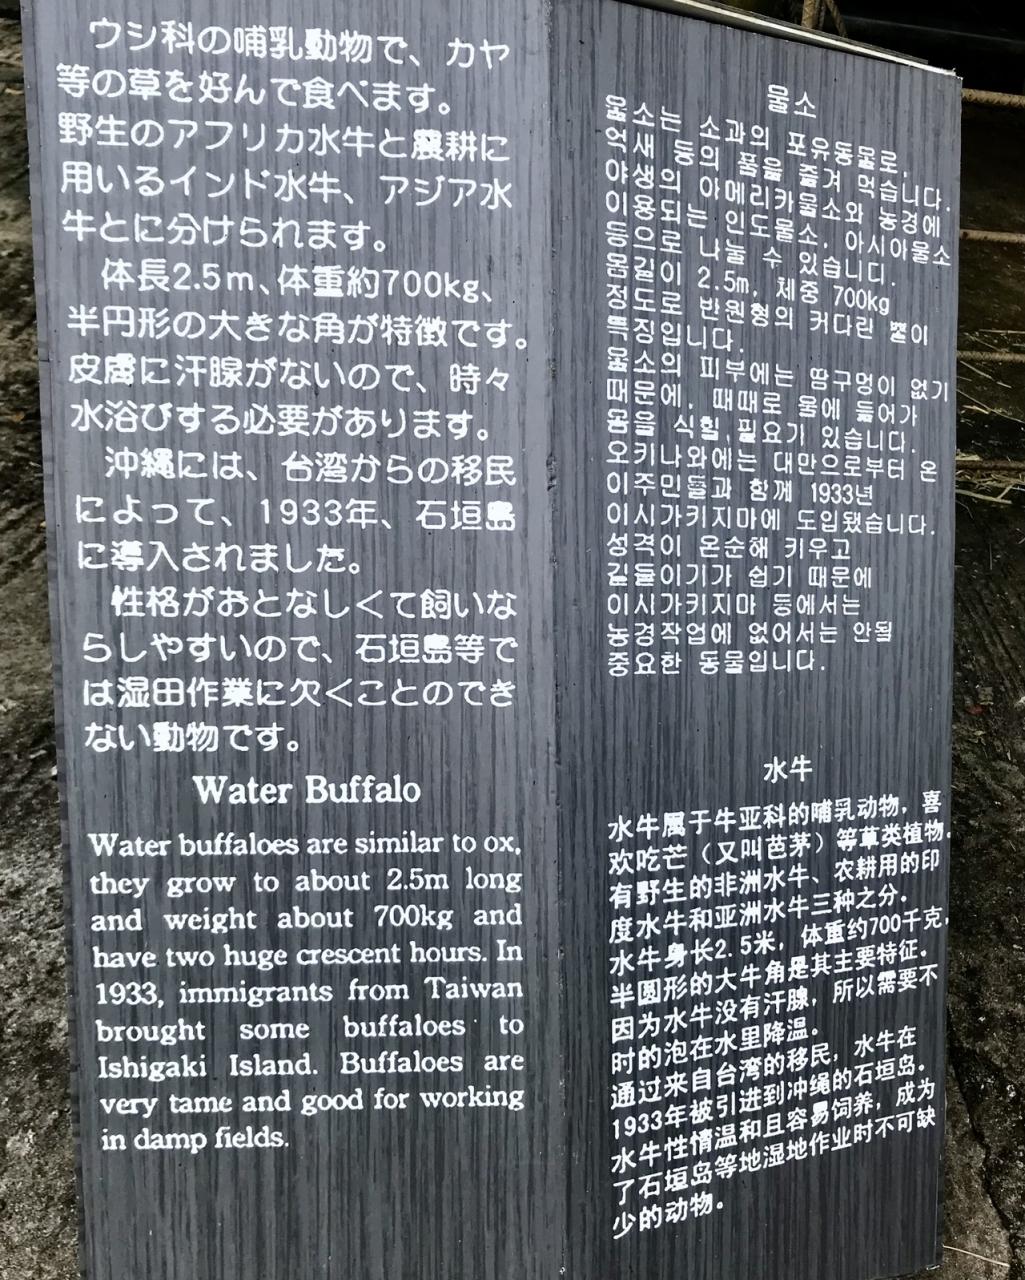 ウシ科の哺乳動物で、カヤ
等の草を好んで食べます。
野生のアフリカ水牛と農耕に
用いるインド水牛、アジア水
牛とに分けられます。
体長2.5m、体重約700kg、
半円形の大きな角が特徴です。
皮膚に汗腺がないので、時々
水浴びする必要があります。
沖縄には、台湾からの移民
によって、1933年、石垣島
に導入されました。
性格がおとなしくて飼いな
らしやすいので、石垣島等で
は湿田作業に欠くことのでき
ない動物です。
Water Buffalo
Water buffaloes are similar to ox,
they grow to about 2.5m long
and weight about 700kg and
have two huge crescent hours. In
1933, immigrants from Taiwan
brought some buffaloes to
Ishigaki Island. Buffaloes are
very tame and good for working
in damp fields.
물소
물소는 소과의 포유동물로,
억새 등의 품을 즐겨 먹습니다.
야생의 아메리카물소와 농경에
이용되는 인도물소, 아시아물소
등으로 나눌 수 있습니다.
몸길이 2.5m, 체중 700kg
정도로 반원형의 커다란 뿔이
특징입니다.
물소의 피부에는 땀구멍이 없기
때문에, 때때로 물에 들어가
몸을 식힐 필요가 있습니다.
오키나와에는 대만으로부터 온
이주민들과 함께 1933년
이시가키지마에 도입됐습니다.
성격이 온순해 키우고
길들이기가 쉽기 때문에
이시가키지마 등에서는
농경작업에 없어서는 안될
중요한 동물입니다.
水牛
水牛属于牛亚科的哺乳动物，喜
欢吃芒（又叫芭茅）等草类植物。
有野生的非洲水牛、农耕用的印
度水牛和亚洲水牛三种之分。
水牛身长2.5米，体重约700千克，
半圆形的大牛角是其主要特征。
因为水牛没有汗腺，所以需要不
时的泡在水里降温。
通过来自台湾的移民，水牛在
1933年被引进到冲绳的石垣岛。
水牛性情温和且容易饲养，成为
了石垣岛等地湿地作业时不可缺
少的动物。